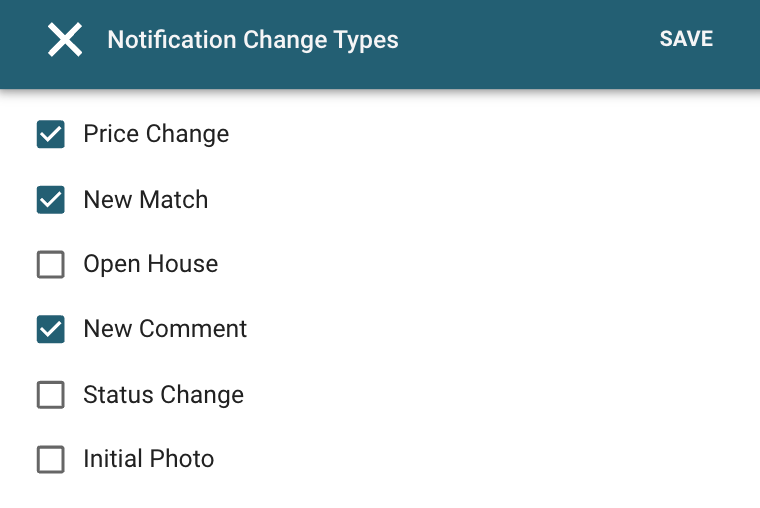 Notification Change Types SAVE
Price Change
New Match
Open House
New Comment
Status Change
Initial Photo